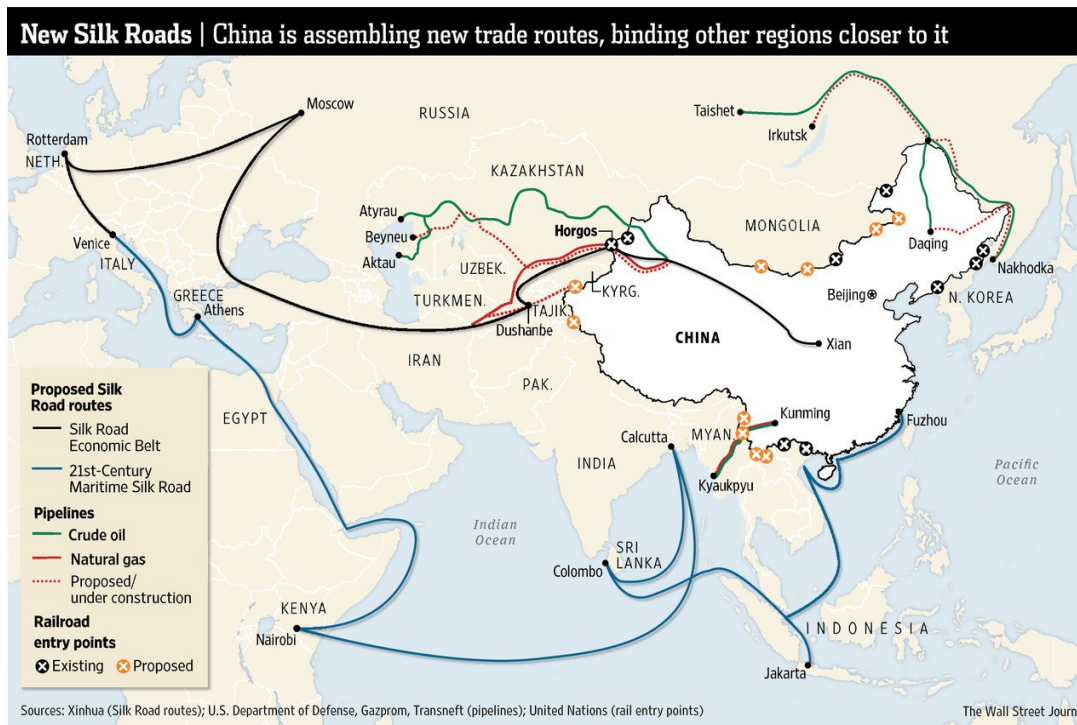 New Silk Roads | China is assembling new trade routes, binding other regions closer to it
Moscow
RUSSIA
Taishet
Irkutsk
Rotterdam
NETH.
KAZAKHSTAN
MONGOLIA
Atyrau
Beyneu
Aktau
Horgos
Daqing
Nakhodka
Venice
ITALY
UZBEK.
KYRG.
Beijing
N. KOREA
GREECE
Athens
TURKMEN.
TAJIK.
Dushanbe
CHINA
Xian
IRAN
PAK.
EGYPT
Calcutta
MYAN.
Kunming
Fuzhou
INDIA
Kyaukpyu
Pacific
Ocean
Indian
Ocean
SRI
LANKA
Colombo
KENYA
Nairobi
INDONESIA
Jakarta
Proposed Silk
Road routes
Silk Road
Economic Belt
21st-Century
Maritime Silk Road
Pipelines
Crude oil
Natural gas
Proposed/
under construction
Railroad
entry points
Existing
Proposed
Sources: Xinhua (Silk Road routes); U.S. Department of Defense, Gazprom, Transneft (pipelines); United Nations (rail entry points)
The Wall Street Journ